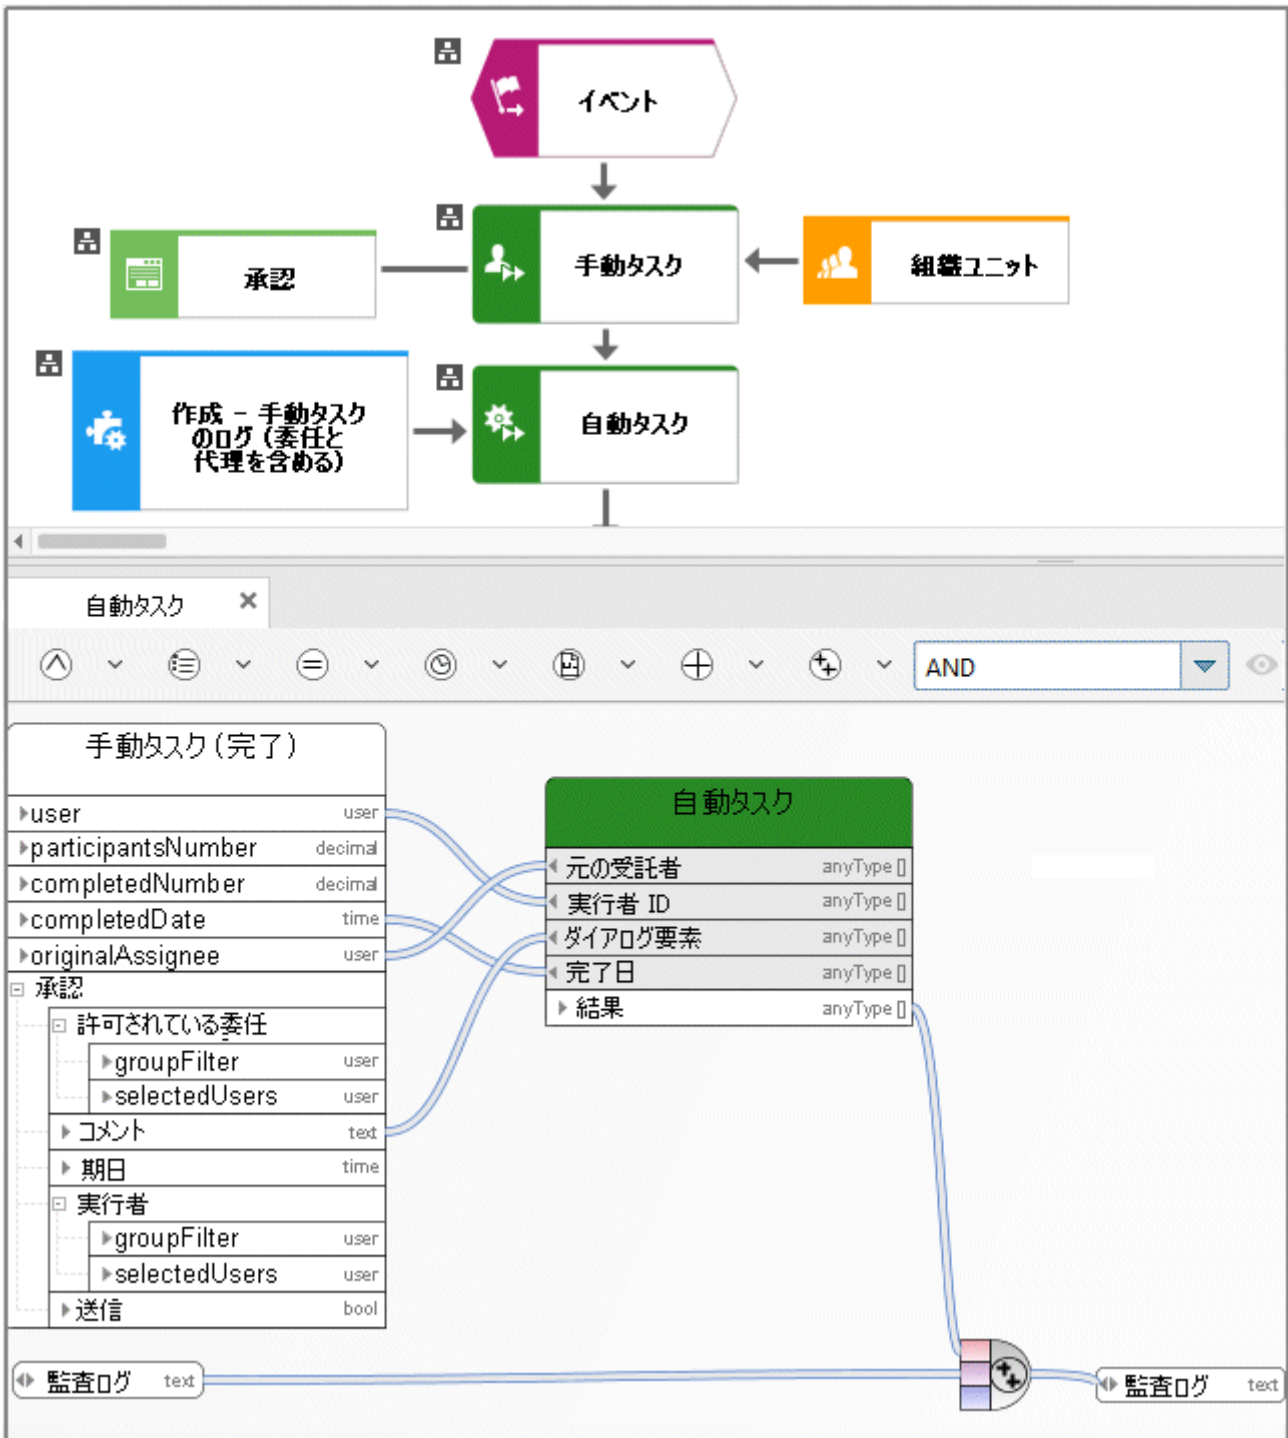 イベント
承認
手動タスク
組織ユニット
作成 - 手動タスク
のログ (委任と
代理を含める)
自動タスク
自動タスク ×
AND
手動タスク (完了)
user user
participantsNumber decimal
completedNumber decimal
completedDate time
originalAssignee user
承認
許可されている委任
groupFilter user
selectedUsers user
コメント text
期日 time
実行者
groupFilter user
selectedUsers user
送信 bool
自動タスク
元の受託者 anyType []
実行者 ID anyType []
ダイアログ要素 anyType []
完了日 anyType []
結果 anyType []
監査ログ text
監査ログ text